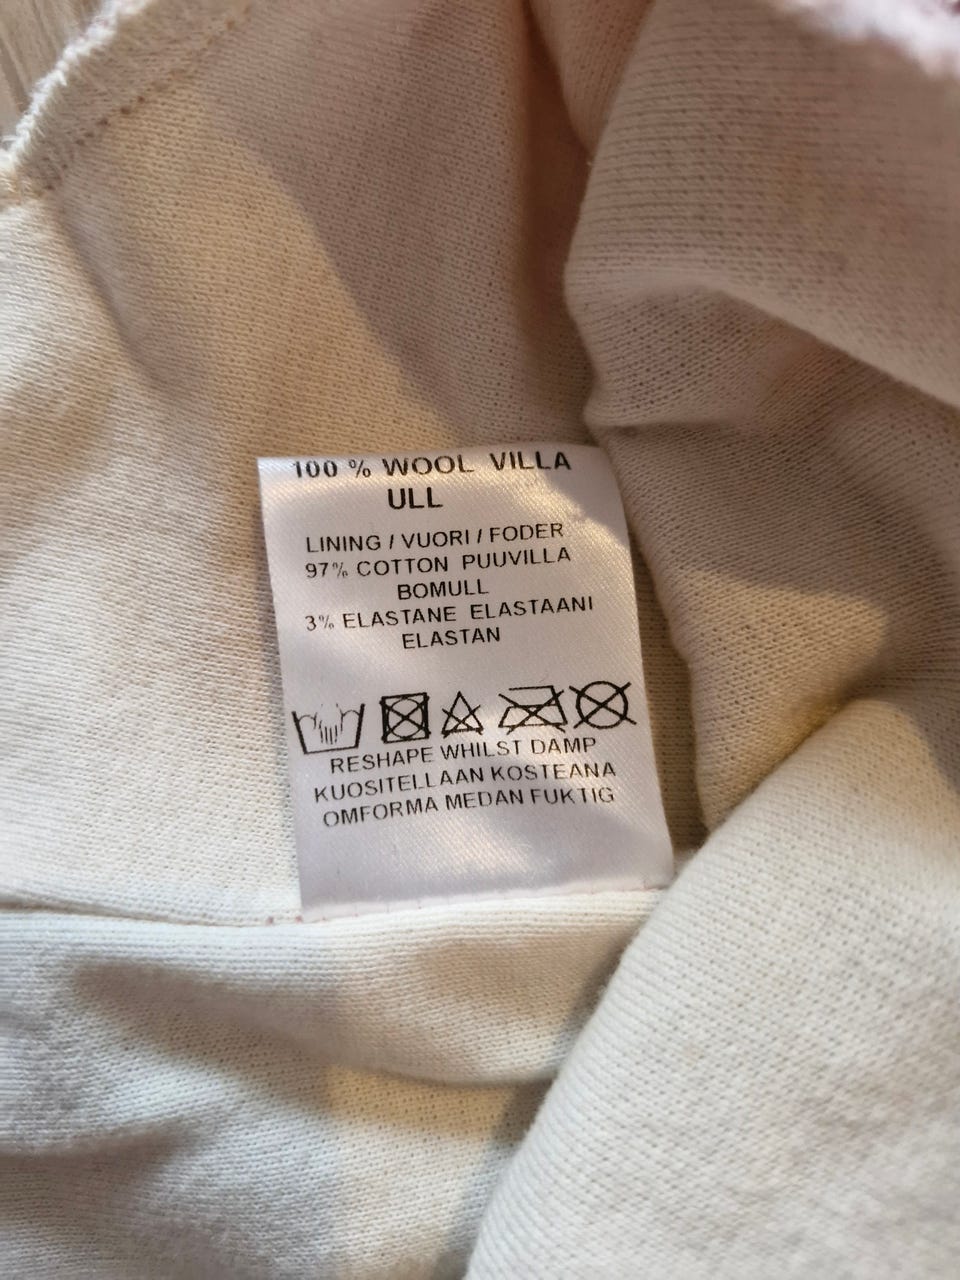 100 % WOOL VILLA
ULL
LINING / VUORI / FODER
97% COTTON PUUVILLA
BOMULL
3% ELASTANE ELASTAANI
ELASTAN
RESHAPE WHILST DAMP
KUOSITELLAAN KOSTEANA
OMFORMA MEDAN FUKTIG